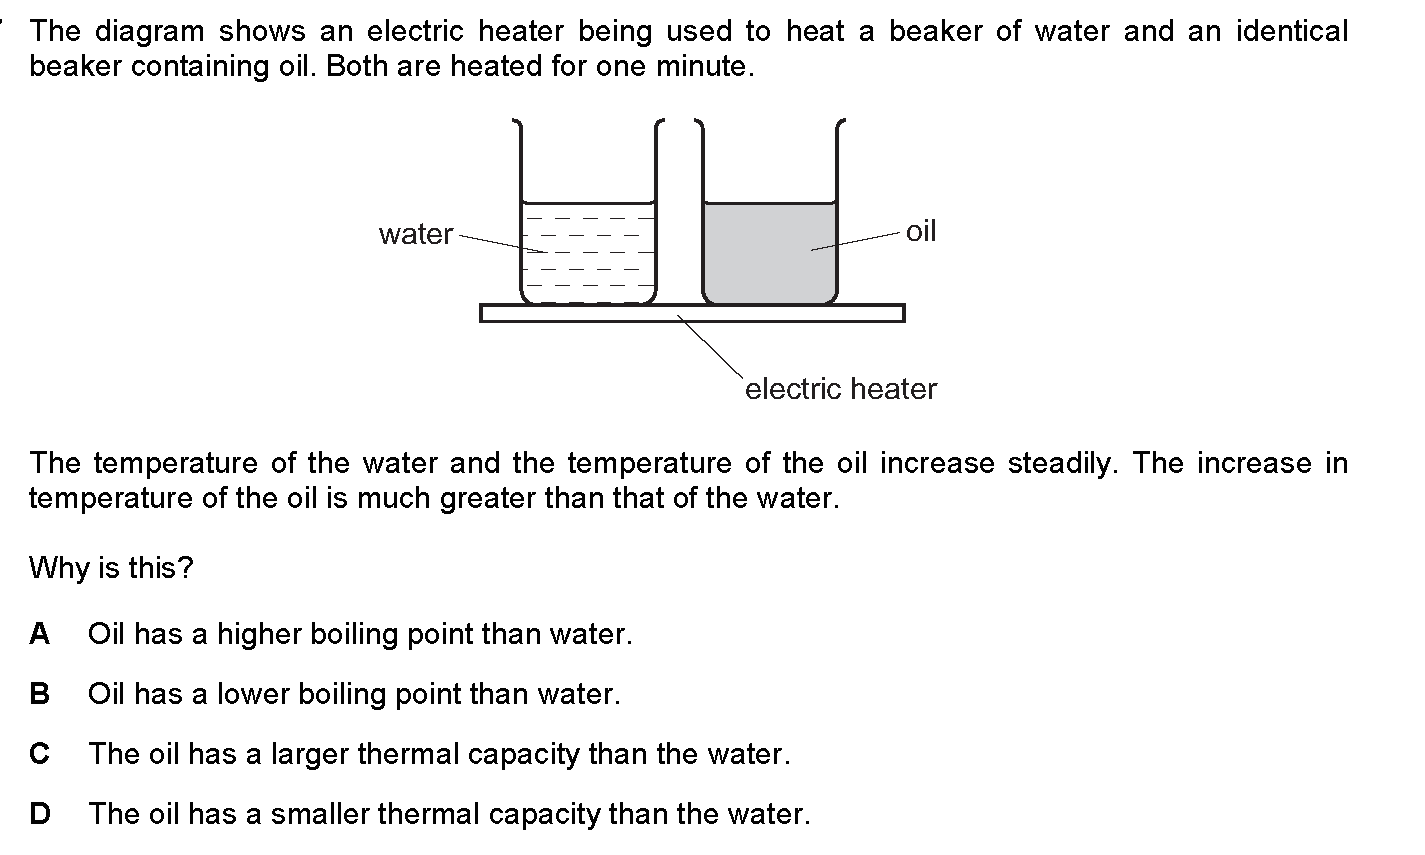 The diagram shows an electric heater being used to heat a beaker of water and an identical
beaker containing oil. Both are heated for one minute.
water
oil
electric heater
The temperature of the water and the temperature of the oil increase steadily. The increase in
temperature of the oil is much greater than that of the water.
Why is this?
A Oil has a higher boiling point than water.
B Oil has a lower boiling point than water.
C The oil has a larger thermal capacity than the water.
D The oil has a smaller thermal capacity than the water.